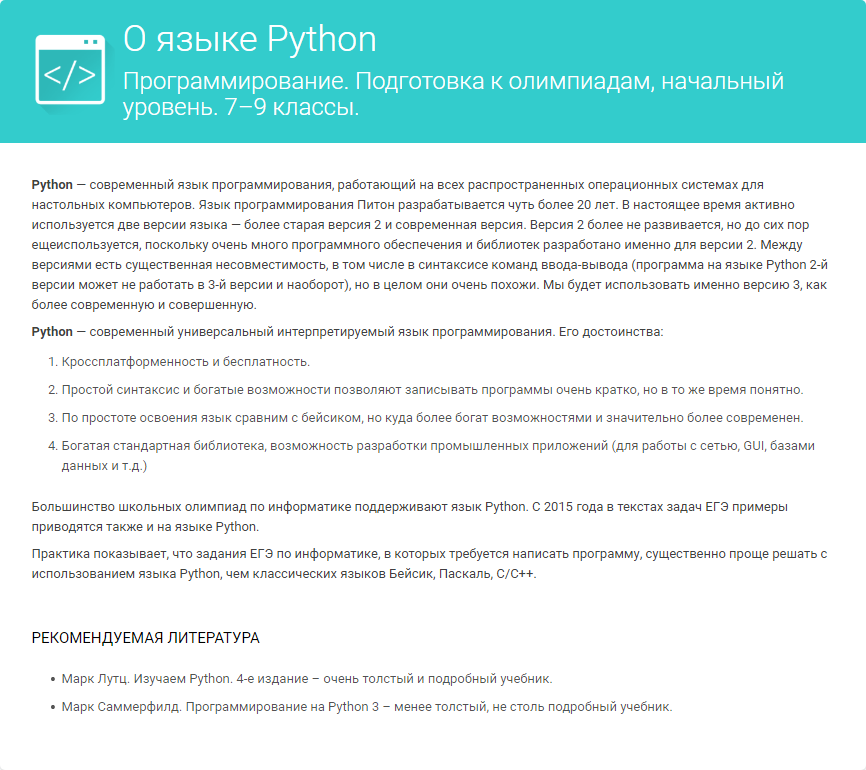 </>
О языке Python
Программирование. Подготовка к олимпиадам, начальный
уровень. 7–9 классы.
Python — современный язык программирования, работающий на всех распространенных операционных системах для
настольных компьютеров. Язык программирования Питон разрабатывается чуть более 20 лет. В настоящее время активно
используется две версии языка — более старая версия 2 и современная версия. Версия 2 более не развивается, но до сих пор
ещеиспользуется, поскольку очень много программного обеспечения и библиотек разработано именно для версии 2. Между
версиями есть существенная несовместимость, в том числе в синтаксисе команд ввода-вывода (программа на языке Python 2-й
версии может не работать в 3-й версии и наоборот), но в целом они очень похожи. Мы будет использовать именно версию 3, как
более современную и совершенную.
Python — современный универсальный интерпретируемый язык программирования. Его достоинства:
1. Кроссплатформенность и бесплатность.
2. Простой синтаксис и богатые возможности позволяют записывать программы очень кратко, но в то же время понятно.
3. По простоте освоения язык сравним с бейсиком, но куда более богат возможностями и значительно более современен.
4. Богатая стандартная библиотека, возможность разработки промышленных приложений (для работы с сетью, GUI, базами
данных и т.д.)
Большинство школьных олимпиад по информатике поддерживают язык Python. С 2015 года в текстах задач ЕГЭ примеры
приводятся также и на языке Python.
Практика показывает, что задания ЕГЭ по информатике, в которых требуется написать программу, существенно проще решать с
использованием языка Python, чем классических языков Бейсик, Паскаль, C/C++.
РЕКОМЕНДУЕМАЯ ЛИТЕРАТУРА
• Марк Лутц. Изучаем Python. 4-е издание – очень толстый и подробный учебник.
• Марк Саммерфилд. Программирование на Python 3 – менее толстый, не столь подробный учебник.